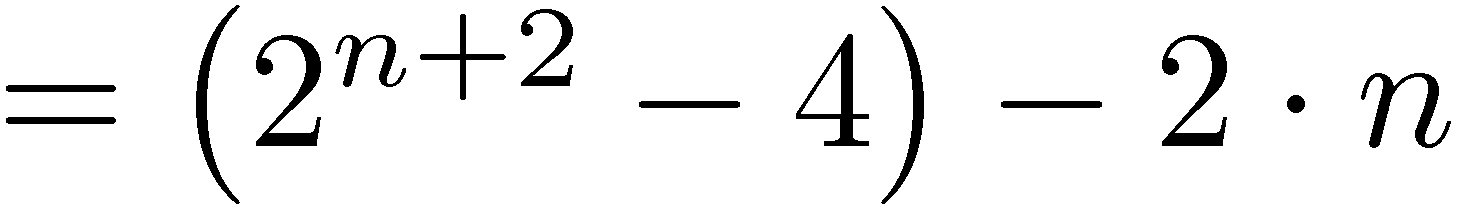 = (2^{n+2} − 4) − 2 · n